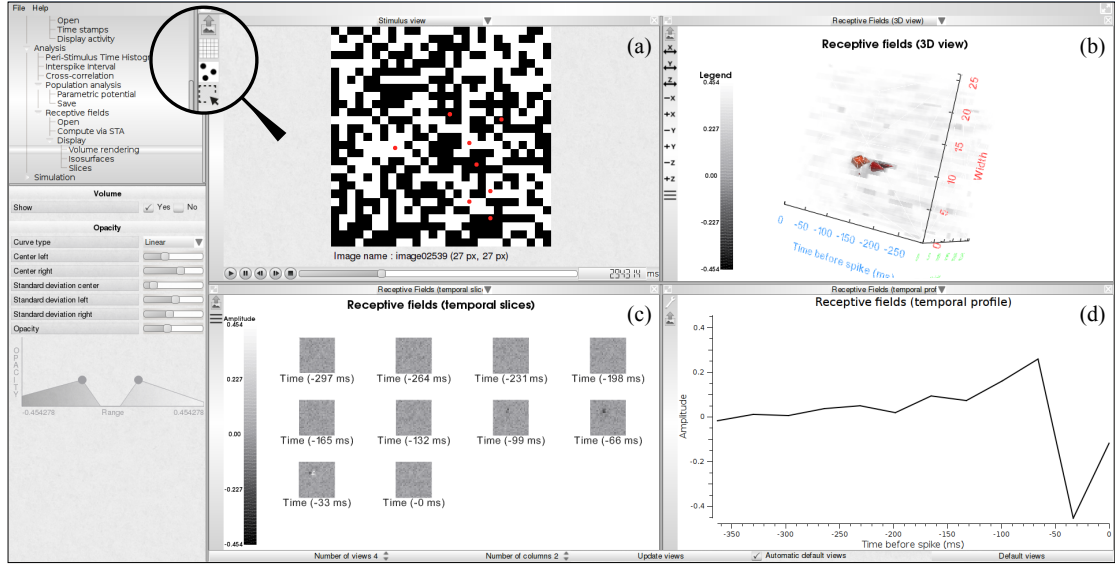 File Help
Open
Time stamps
Display activity
Analysis
Peri-Stimulus Time Histogr
Interspike Interval
Cross-correlation
Population analysis
Parametric potential
Save
Receptive fields
Open
Compute via STA
Display
Volume rendering
Isosurfaces
Slices
Simulation
Volume
Show Yes No
Opacity
Curve type Linear
Center left
Center right
Standard deviation center
Standard deviation left
Standard deviation right
Opacity
OPACITY
-0.454278 Range 0.454278
Stimulus view
(a)
Image name : image02539 (27 px, 27 px)
ms
Receptive Fields (3D view)
Receptive fields (3D view)
(b)
X
Y
Z
-X
+X
-Y
+Y
-Z
+Z
Legend
0.454
0.227
0.00
-0.227
-0.454
25
20
15
10
5
0
Width
0 -50 -100 -150 -200 -250
Time before spike (ms)
Receptive Fields (temporal slic
Receptive fields (temporal slices)
(c)
Amplitude
0.454
0.227
0.00
-0.227
-0.454
Time (-297 ms) Time (-264 ms) Time (-231 ms) Time (-198 ms)
Time (-165 ms) Time (-132 ms) Time (-99 ms) Time (-66 ms)
Time (-33 ms) Time (-0 ms)
Receptive Fields (temporal prof
Receptive fields (temporal profile)
(d)
Amplitude
0.4
0.2
0
-0.2
-0.4
-350 -300 -250 -200 -150 -100 -50 0
Time before spike (ms)
Number of views 4 Number of columns 2 Update views Automatic default views Default views